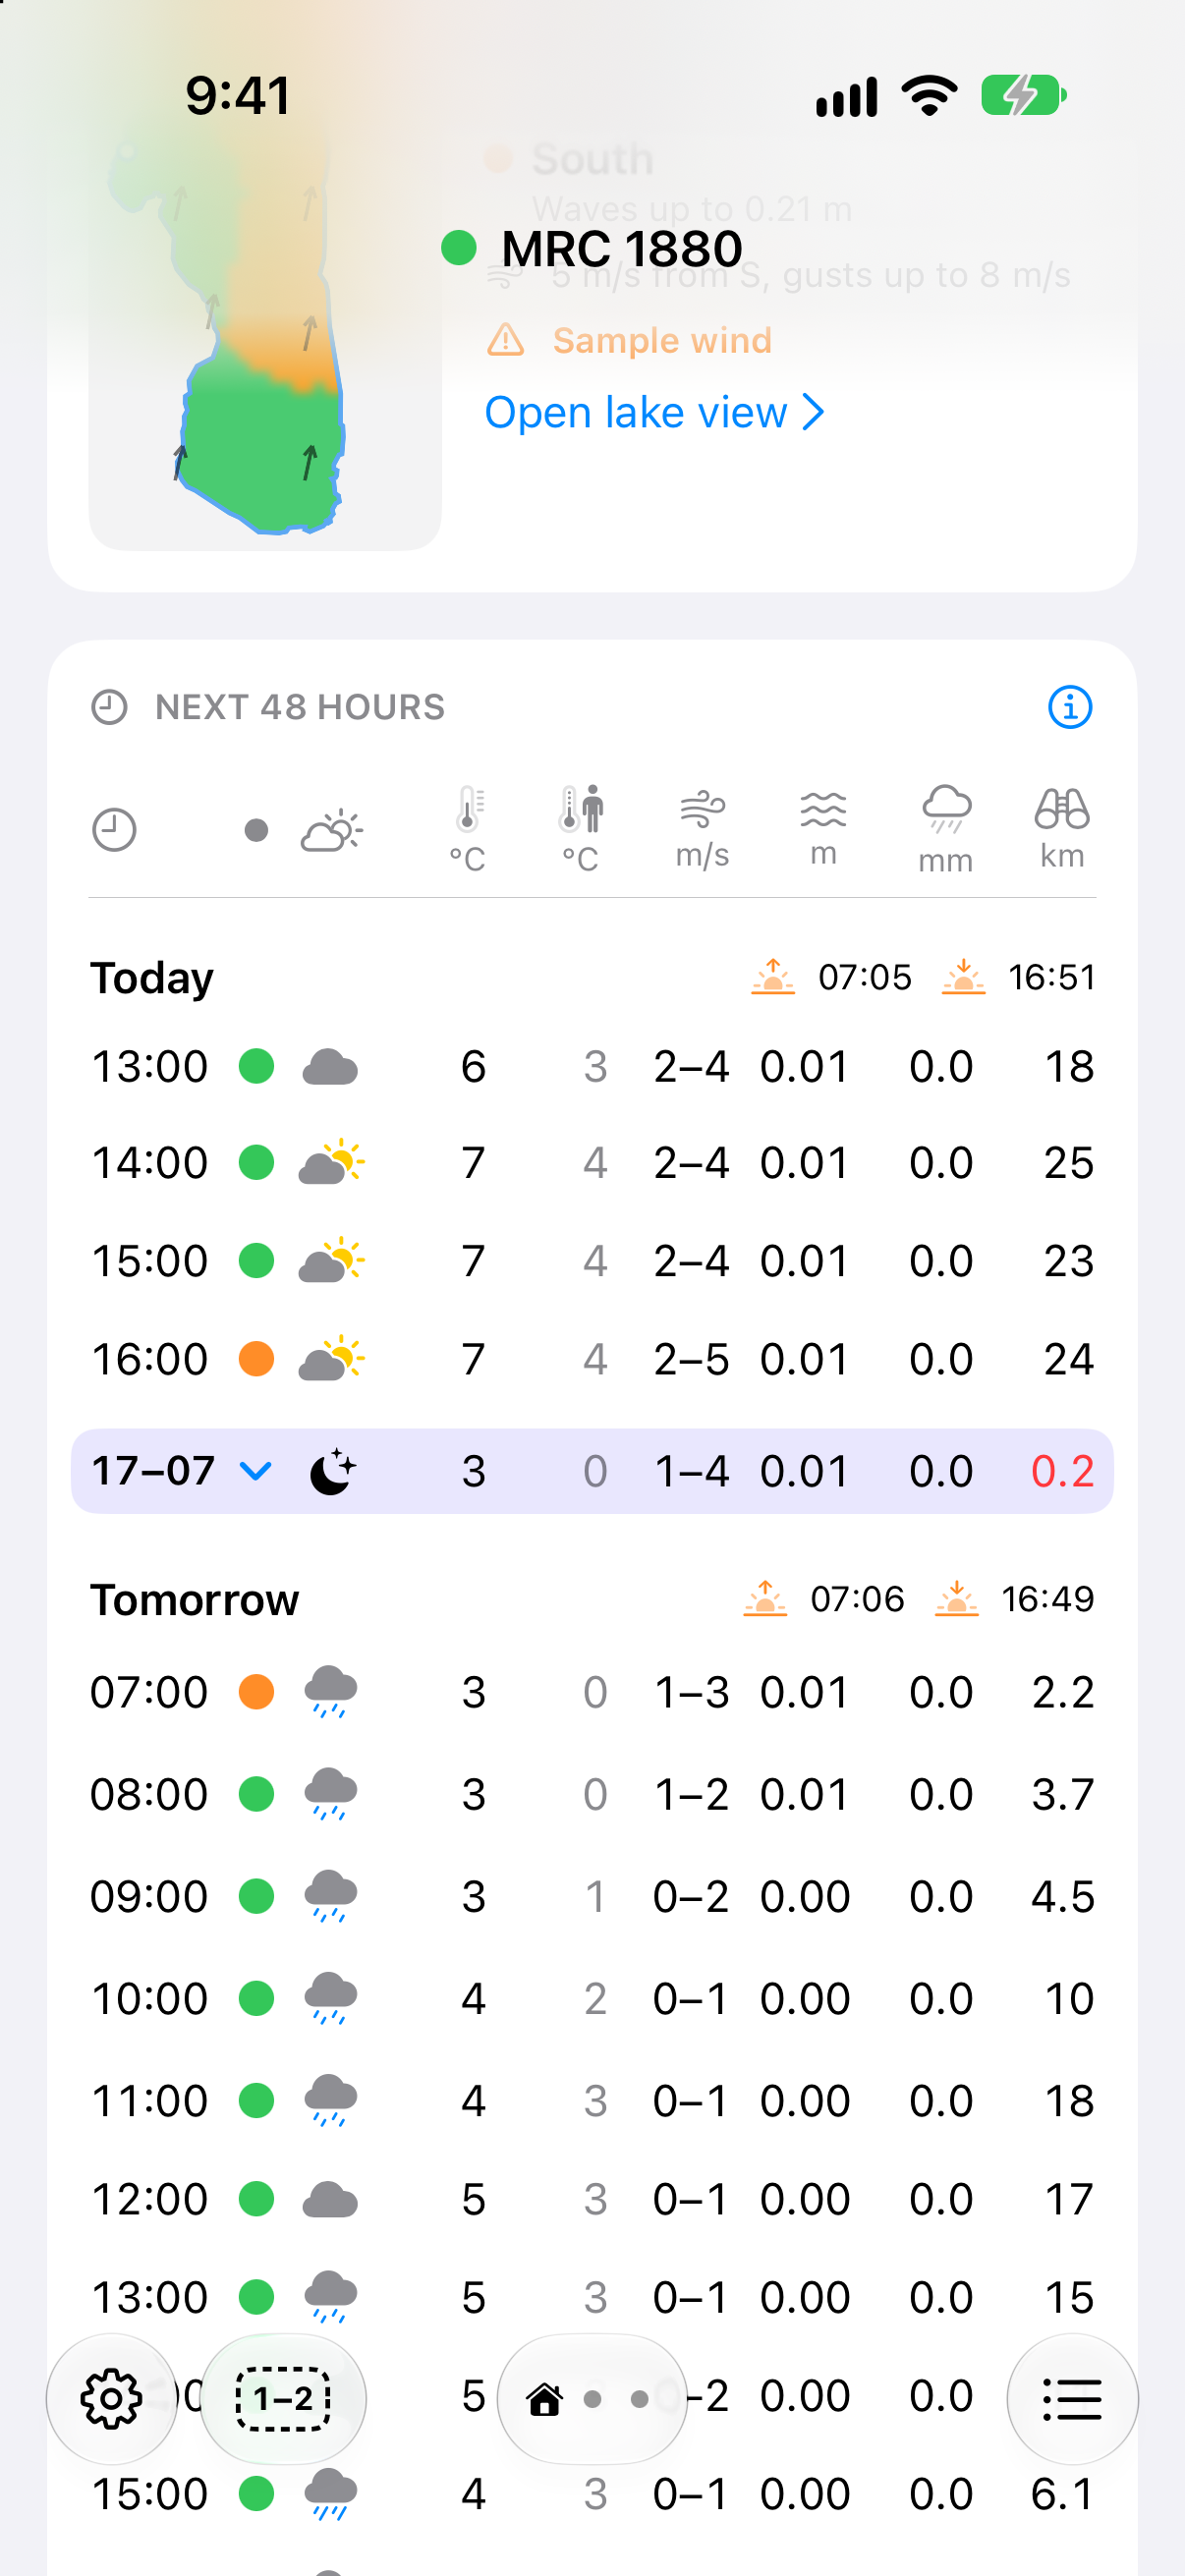 9:41
South
Waves up to 0.21 m
MRC 1880
5 m/s from S, gusts up to 8 m/s
Sample wind
Open lake view
NEXT 48 HOURS
°C °C m/s m mm km
Today 07:05 16:51
13:00 6 3 2–4 0.01 0.0 18
14:00 7 4 2–4 0.01 0.0 25
15:00 7 4 2–4 0.01 0.0 23
16:00 7 4 2–5 0.01 0.0 24
17–07 3 0 1–4 0.01 0.0 0.2
Tomorrow 07:06 16:49
07:00 3 0 1–3 0.01 0.0 2.2
08:00 3 0 1–2 0.01 0.0 3.7
09:00 3 1 0–2 0.00 0.0 4.5
10:00 4 2 0–1 0.00 0.0 10
11:00 4 3 0–1 0.00 0.0 18
12:00 5 3 0–1 0.00 0.0 17
13:00 5 3 0–1 0.00 0.0 15
1–2 5 0–2 0.00 0.0
15:00 4 3 0–1 0.00 0.0 6.1